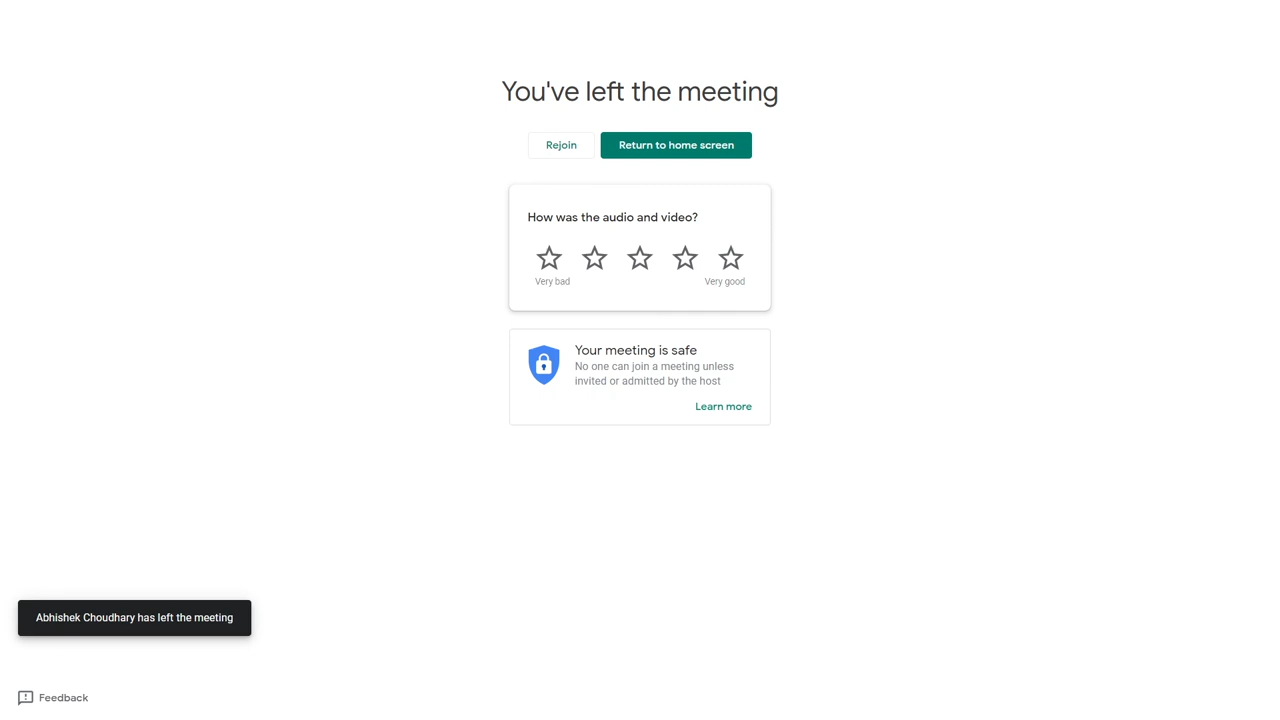 You've left the meeting
Rejoin
Return to home screen
How was the audio and video?
Very bad
Very good
Your meeting is safe
No one can join a meeting unless
invited or admitted by the host
Learn more
Abhishek Choudhary has left the meeting
Feedback